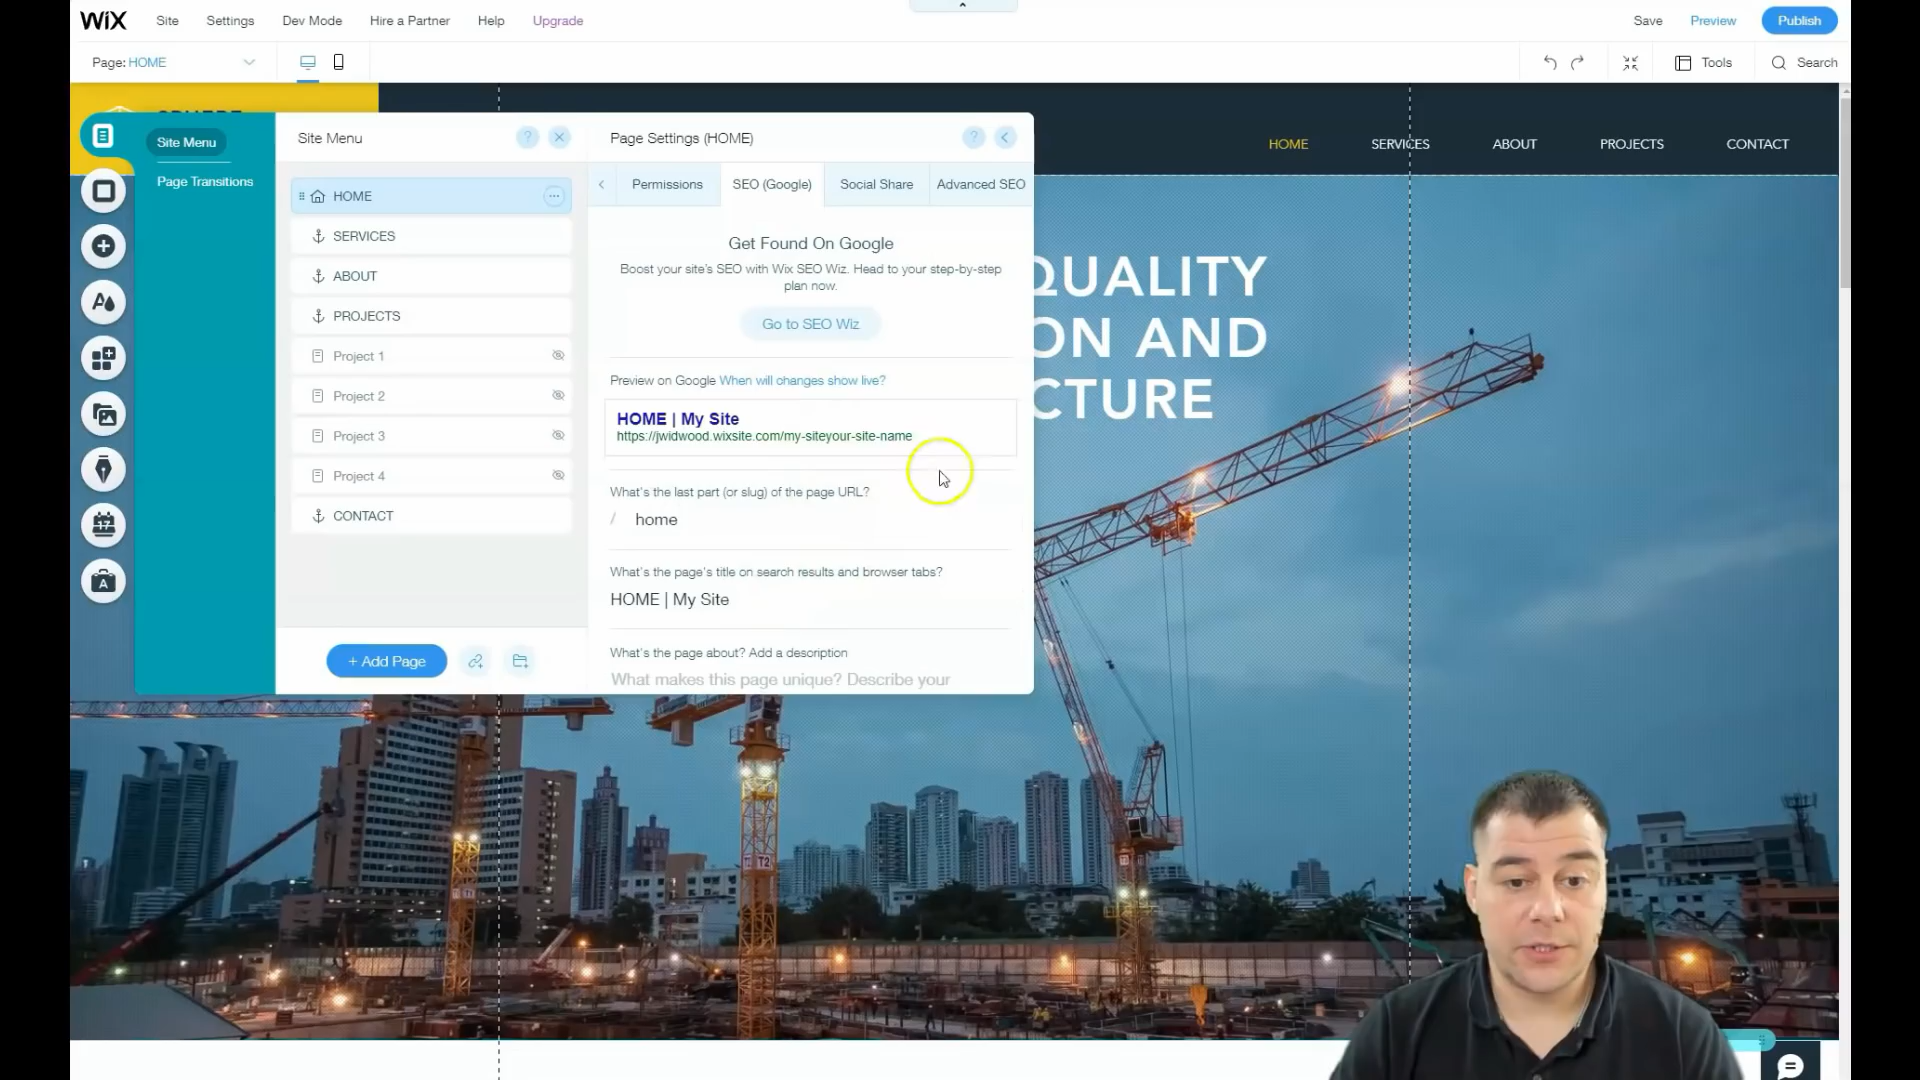 WiX
Site
Settings
Dev Mode
Hire a Partner
Help
Upgrade
Save
Preview
Publish
Page: HOME
Tools
Search
Site Menu
Page Transitions
Site Menu
?
HOME
SERVICES
ABOUT
PROJECTS
Project 1
Project 2
Project 3
Project 4
CONTACT
+ Add Page
Page Settings (HOME)
?
Permissions
SEO (Google)
Social Share
Advanced SEO
Get Found On Google
Boost your site's SEO with Wix SEO Wiz. Head to your step-by-step
plan now.
Go to SEO Wiz
Preview on Google When will changes show live?
HOME | My Site
https://jwidwood.wixsite.com/my-siteyour-site-name
What's the last part (or slug) of the page URL?
/ home
What's the page's title on search results and browser tabs?
HOME | My Site
What's the page about? Add a description
What makes this page unique? Describe your
HOME
SERVICES
ABOUT
PROJECTS
CONTACT
QUALITY
ON AND
CTURE
17
A
T2
T2